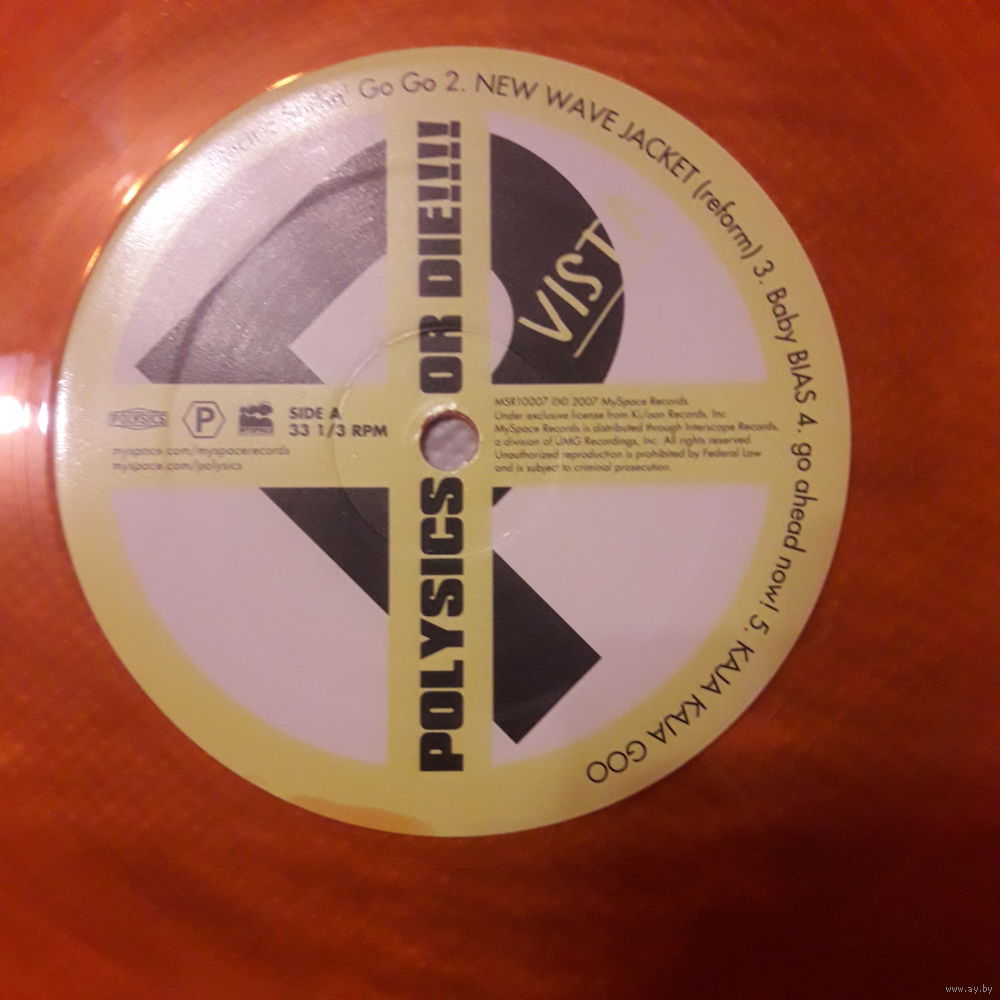 Go Go 2. NEW WAVE JACKET (reform) 3. Baby BIAS 4. go ahead now! 5. KAJA KAJA GOO
POLYSICS OR DIE!!!!
VISTA
POLYSICS
P
SIDE A
33 1/3 RPM
myspace.com/myspacerecords
myspace.com/polysics
MSR10007 ℗© 2007 MySpace Records.
Under exclusive license from Ki/oon Records, Inc.
MySpace Records is distributed through Interscope Records,
a division of UMG Recordings, Inc. All rights reserved.
Unauthorized reproduction is prohibited by Federal Law
and is subject to criminal prosecution.
www.ay.by